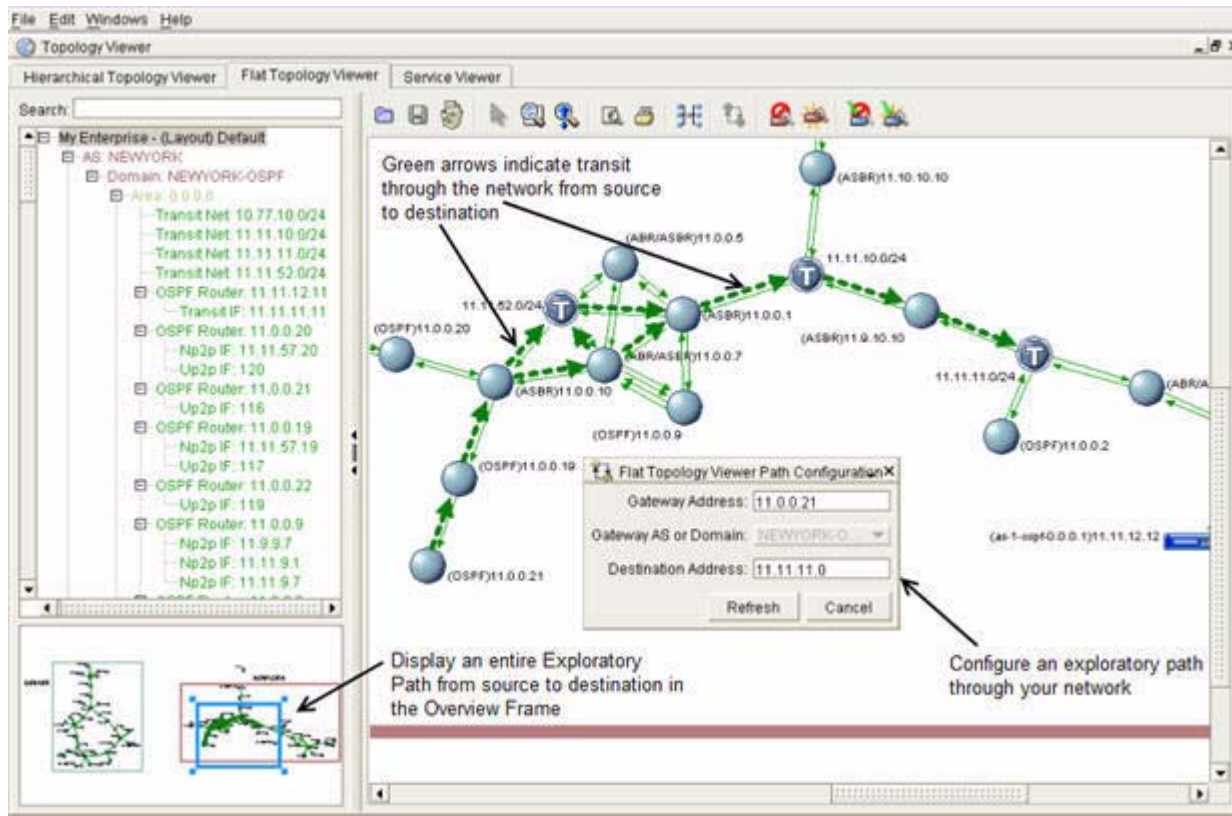 File Edit Windows Help
Topology Viewer
Hierarchical Topology Viewer Flat Topology Viewer Service Viewer
Search:
My Enterprise - (Layout) Default
AS: NEWYORK
Domain: NEWYORK-OSPF
Area: 0.0.0.0
Transit Net: 10.77.10.0/24
Transit Net: 11.11.10.0/24
Transit Net: 11.11.11.0/24
Transit Net: 11.11.52.0/24
OSPF Router: 11.11.12.11
Transit IF: 11.11.11.11
OSPF Router: 11.0.0.20
Np2p IF: 11.11.57.20
Up2p IF: 120
OSPF Router: 11.0.0.21
Up2p IF: 116
OSPF Router: 11.0.0.19
Np2p IF: 11.11.57.19
Up2p IF: 117
OSPF Router: 11.0.0.22
Up2p IF: 119
OSPF Router: 11.0.0.9
Np2p IF: 11.9.9.7
Np2p IF: 11.11.9.1
Np2p IF: 11.11.9.7
Green arrows indicate transit
through the network from source
to destination
(ASBR)11.10.10.10
(ABR/ASBR)11.0.0.5
11.11.10.0/24
T
11.11.52.0/24
T
(ASBR)11.0.0.1
(OSPF)11.0.0.20
(ABR/ASBR)11.0.0.7
(ASBR)11.9.10.10
T
11.11.11.0/24
(ABR/A
(ASBR)11.0.0.10
(OSPF)11.0.0.9
(OSPF)11.0.0.2
(OSPF)11.0.0.19
(OSPF)11.0.0.21
Flat Topology Viewer Path Configuration
Gateway Address: 11.0.0.21
Gateway AS or Domain: NEWYORK-O...
Destination Address: 11.11.11.0
Refresh Cancel
(as-1-ospf-0.0.0.1)11.11.12.12
Display an entire Exploratory
Path from source to destination in
the Overview Frame
Configure an exploratory path
through your network